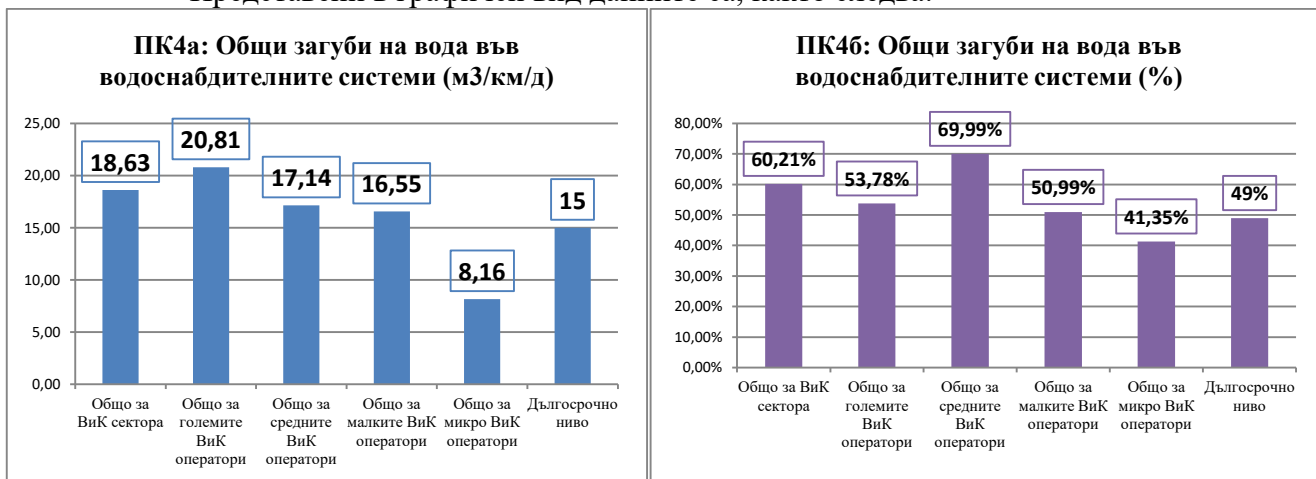 Представени в графичен вид данните са, както следва:
ПК4а: Общи загуби на вода във
водоснабдителните системи (м3/км/д)
25,00
20,00
15,00
10,00
5,00
0,00
18,63
20,81
17,14
16,55
8,16
15
Общо за
ВиК сектора
Общо за
големите
ВиК
оператори
Общо за
средните
ВиК
оператори
Общо за
малките ВиК
оператори
Общо за
микро ВиК
оператори
Дългосрочно
ниво
ПК4б: Общи загуби на вода във
водоснабдителните системи (%)
80,00%
70,00%
60,00%
50,00%
40,00%
30,00%
20,00%
10,00%
0,00%
60,21%
53,78%
69,99%
50,99%
41,35%
49%
Общо за ВиК
сектора
Общо за
големите ВиК
оператори
Общо за
средните ВиК
оператори
Общо за
малките ВиК
оператори
Общо за
микро ВиК
оператори
Дългосрочно
ниво